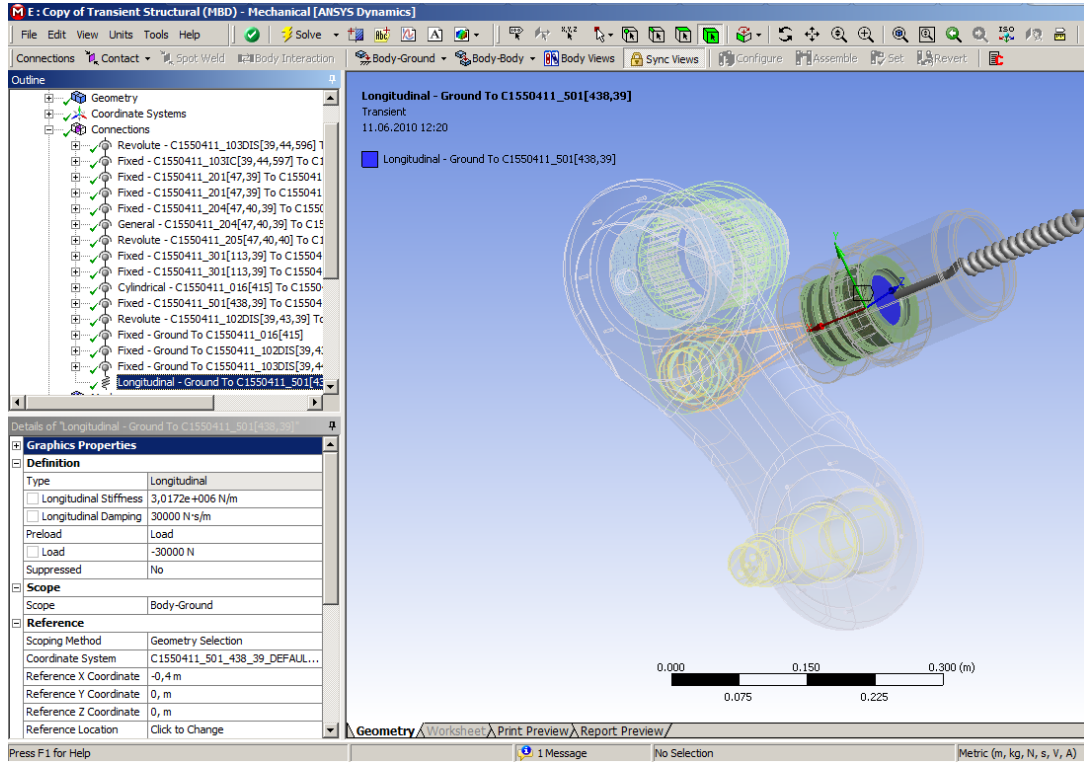 E : Copy of Transient Structural (MBD) - Mechanical [ANSYS Dynamics]
File Edit View Units Tools Help Solve ABC A X,Y,Z ISO
Connections Contact Spot Weld Body Interaction Body-Ground Body-Body Body Views Sync Views Configure Assemble Set Revert
Outline
Geometry
Coordinate Systems
Connections
Revolute - C1550411_103DIS[39,44,596] T
Fixed - C1550411_103IC[39,44,597] To C1
Fixed - C1550411_201[47,39] To C155041
Fixed - C1550411_201[47,39] To C155041
Fixed - C1550411_204[47,40,39] To C1550
General - C1550411_204[47,40,39] To C15
Revolute - C1550411_205[47,40,40] To C1
Fixed - C1550411_301[113,39] To C15504
Fixed - C1550411_301[113,39] To C15504
Cylindrical - C1550411_016[415] To C1550
Fixed - C1550411_501[438,39] To C15504
Revolute - C1550411_102DIS[39,43,39] To
Fixed - Ground To C1550411_016[415]
Fixed - Ground To C1550411_102DIS[39,4
Fixed - Ground To C1550411_103DIS[39,4
Longitudinal - Ground To C1550411_501[43
Details of "Longitudinal - Ground To C1550411_501[438,39]"
Graphics Properties
Definition
Type Longitudinal
Longitudinal Stiffness 3,0172e+006 N/m
Longitudinal Damping 30000 N·s/m
Preload Load
Load -30000 N
Suppressed No
Scope
Scope Body-Ground
Reference
Scoping Method Geometry Selection
Coordinate System C1550411_501_438_39_DEFAUL...
Reference X Coordinate -0,4 m
Reference Y Coordinate 0, m
Reference Z Coordinate 0, m
Reference Location Click to Change
Longitudinal - Ground To C1550411_501[438,39]
Transient
11.06.2010 12:20
Longitudinal - Ground To C1550411_501[438,39]
Y
Z
0.000 0.150 0.300 (m)
0.075 0.225
Geometry Worksheet Print Preview Report Preview
Press F1 for Help 1 Message No Selection Metric (m, kg, N, s, V, A)